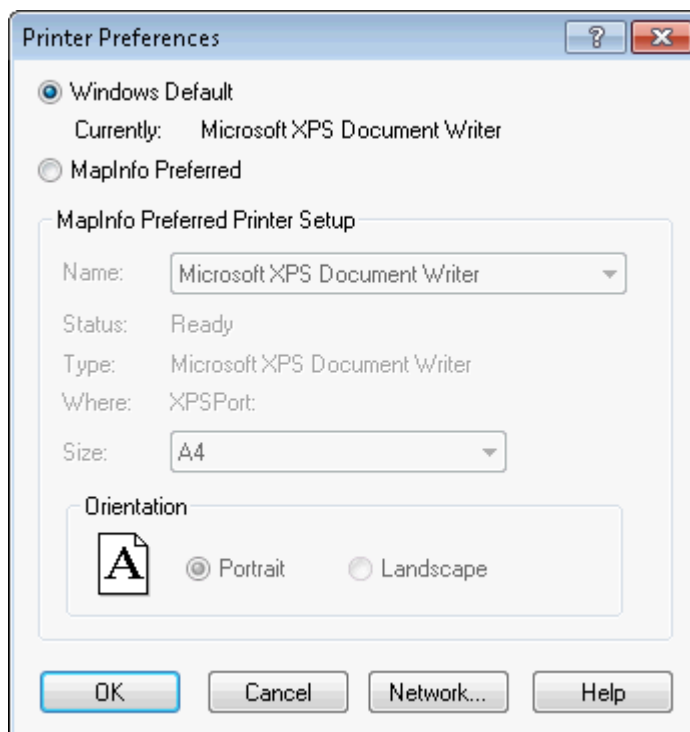 Printer Preferences
Windows Default
Currently: Microsoft XPS Document Writer
MapInfo Preferred
MapInfo Preferred Printer Setup
Name: Microsoft XPS Document Writer
Status: Ready
Type: Microsoft XPS Document Writer
Where: XPSPort:
Size: A4
Orientation
A Portrait Landscape
OK Cancel Network... Help